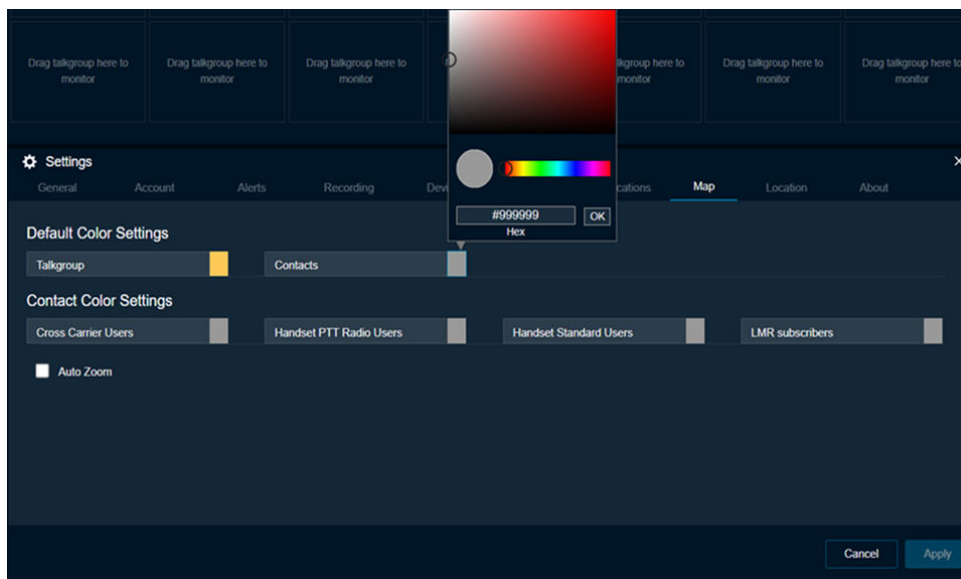 Drag talkgroup here to
monitor
Drag talkgroup here to
monitor
Drag talkgroup here to
monitor
here to
monitor
Drag talkgroup here to
monitor
Drag talkgroup here to
monitor
Settings
General Account Alerts Recording Map Location About
#999999 OK
Hex
Default Color Settings
Talkgroup Contacts
Contact Color Settings
Cross Carrier Users Handset PTT Radio Users Handset Standard Users LMR subscribers
Auto Zoom
Cancel Apply